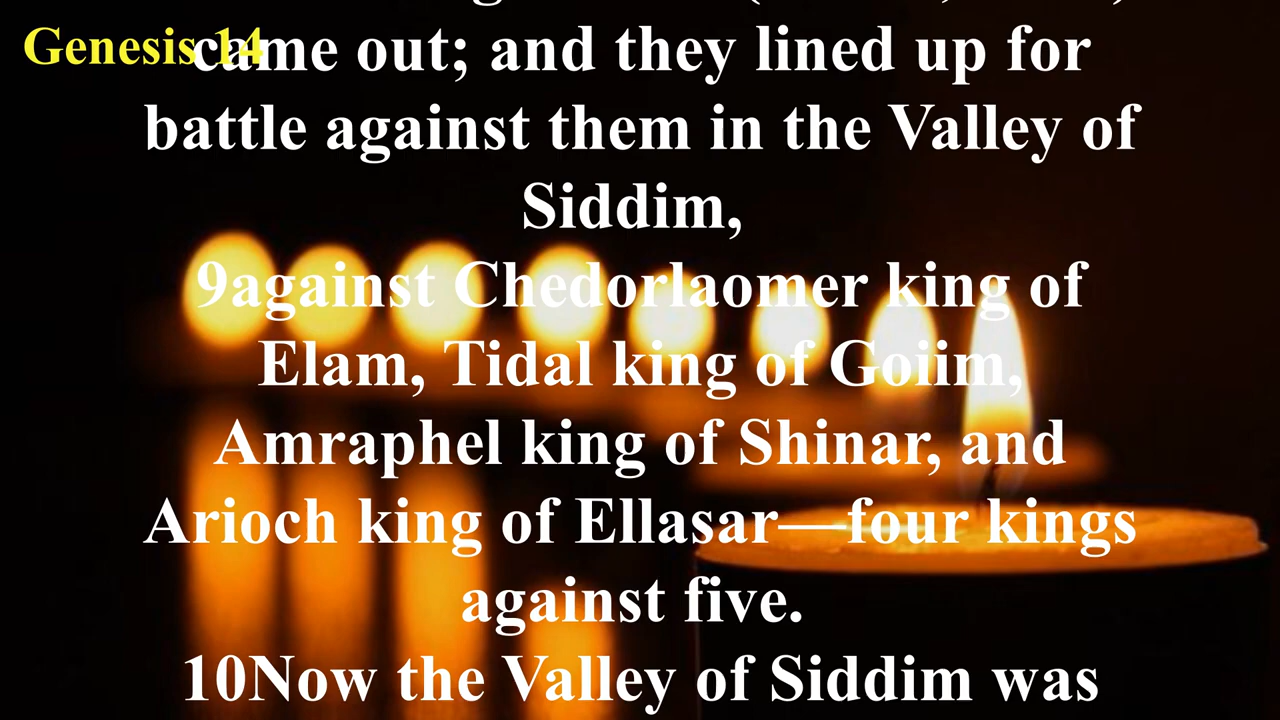 Genesis 14
came out; and they lined up for
battle against them in the Valley of
Siddim,
9against Chedorlaomer king of
Elam, Tidal king of Goiim,
Amraphel king of Shinar, and
Arioch king of Ellasar—four kings
against five.
10Now the Valley of Siddim was